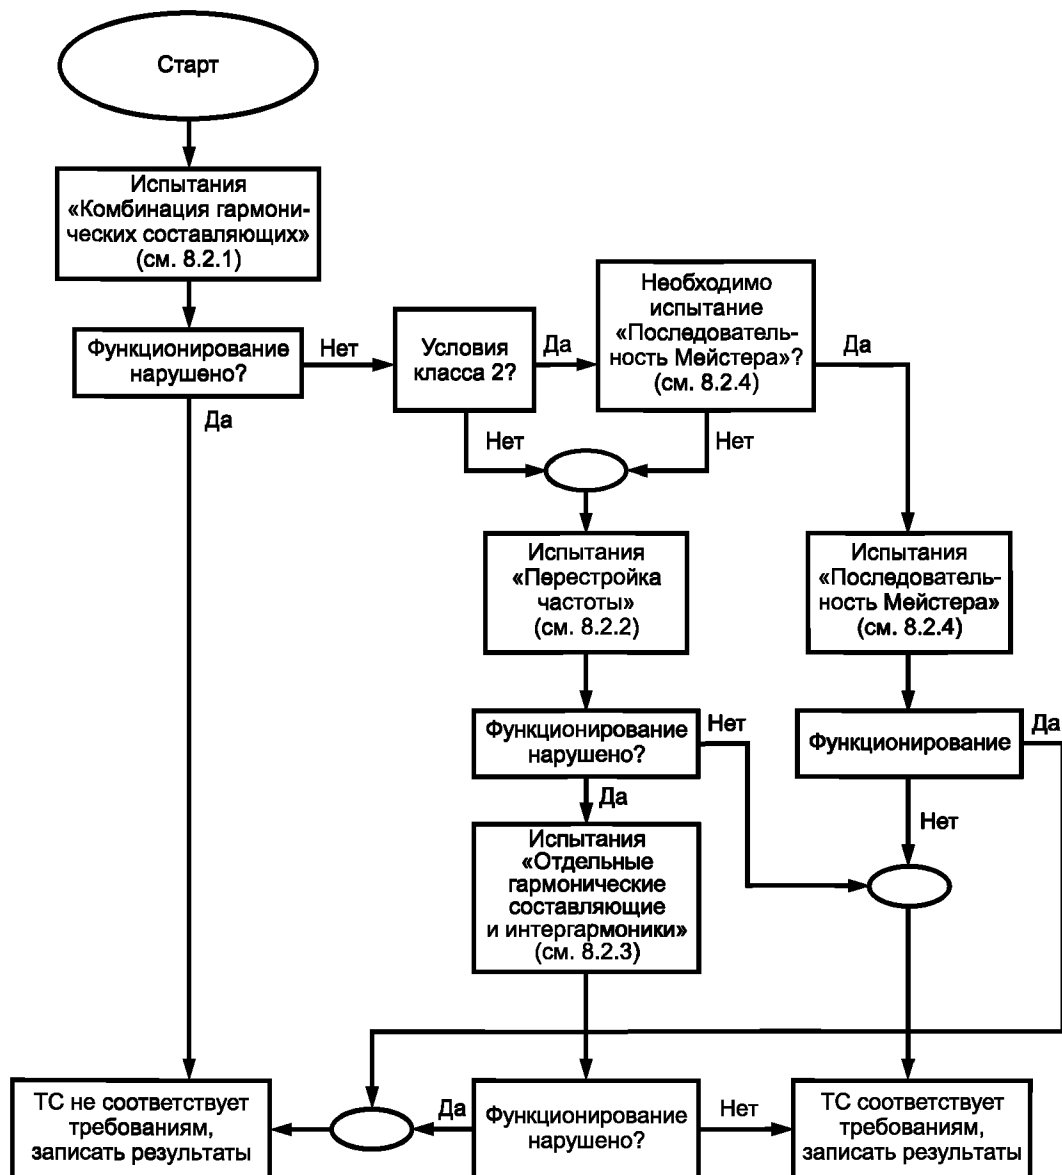 Старт
Испытания
«Комбинация гармони-
ческих составляющих»
(см. 8.2.1)
Функционирование
нарушено?
Нет
Да
Условия
класса 2?
Да
Нет
Необходимо
испытание
«Последователь-
ность Мейстера»?
(см. 8.2.4)
Да
Нет
Испытания
«Перестройка
частоты»
(см. 8.2.2)
Испытания
«Последователь-
ность Мейстера»
(см. 8.2.4)
Функционирование
нарушено?
Нет
Да
Функционирование
Да
Нет
Испытания
«Отдельные
гармонические
составляющие
и интергармоники»
(см. 8.2.3)
ТС не соответствует
требованиям,
записать результаты
Да
Функционирование
нарушено?
Нет
ТС соответствует
требованиям,
записать результаты